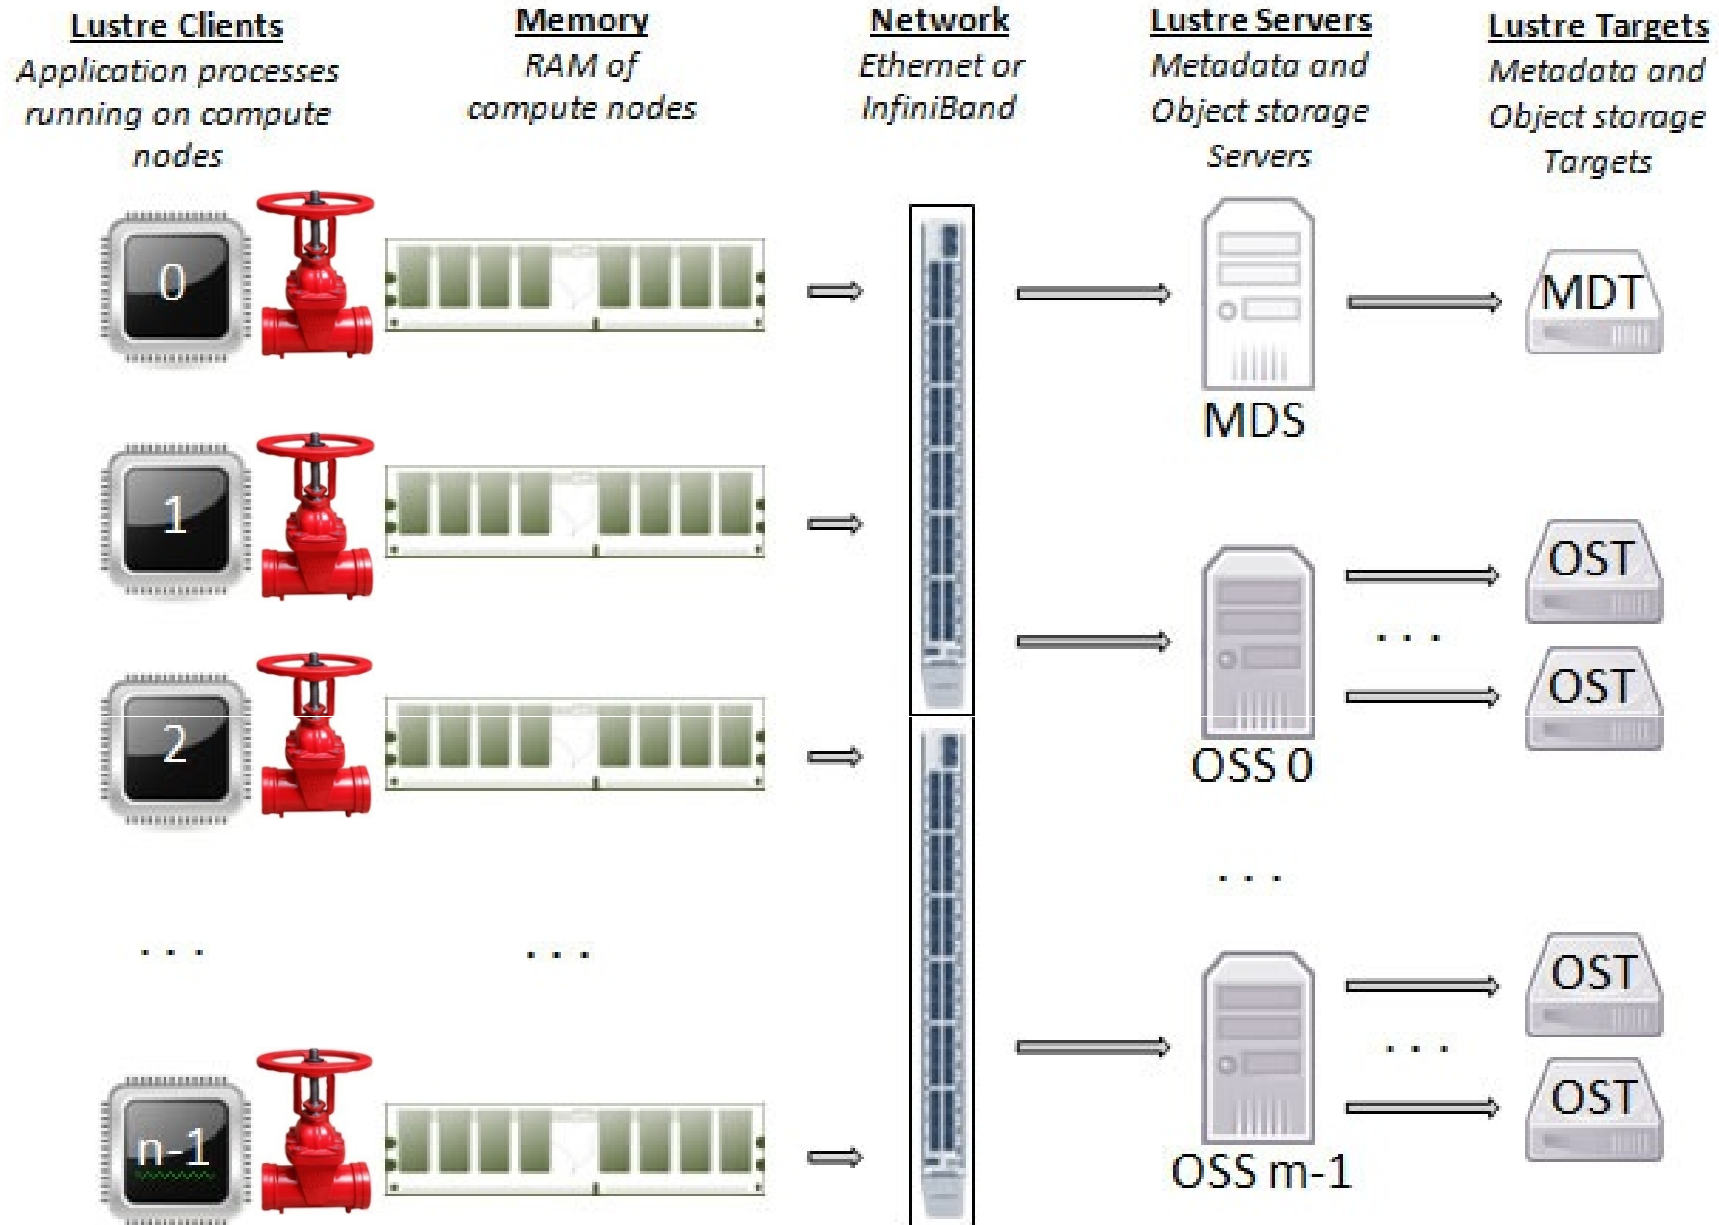 Lustre Clients
Application processes
running on compute
nodes
Memory
RAM of
compute nodes
Network
Ethernet or
InfiniBand
Lustre Servers
Metadata and
Object storage
Servers
Lustre Targets
Metadata and
Object storage
Targets
0
MDT
MDS
1
OST
. . .
OST
2
OSS 0
. . .
. . .
. . .
OST
. . .
OST
n-1
OSS m-1